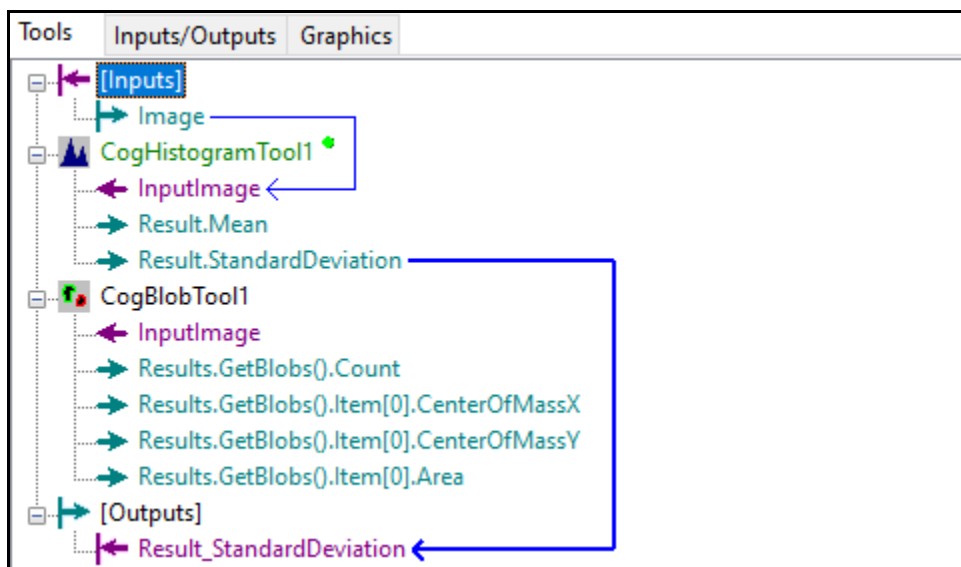 Tools Inputs/Outputs Graphics
[Inputs]
Image
CogHistogramTool1
InputImage
Result.Mean
Result.StandardDeviation
CogBlobTool1
InputImage
Results.GetBlobs().Count
Results.GetBlobs().Item[0].CenterOfMassX
Results.GetBlobs().Item[0].CenterOfMassY
Results.GetBlobs().Item[0].Area
[Outputs]
Result_StandardDeviation